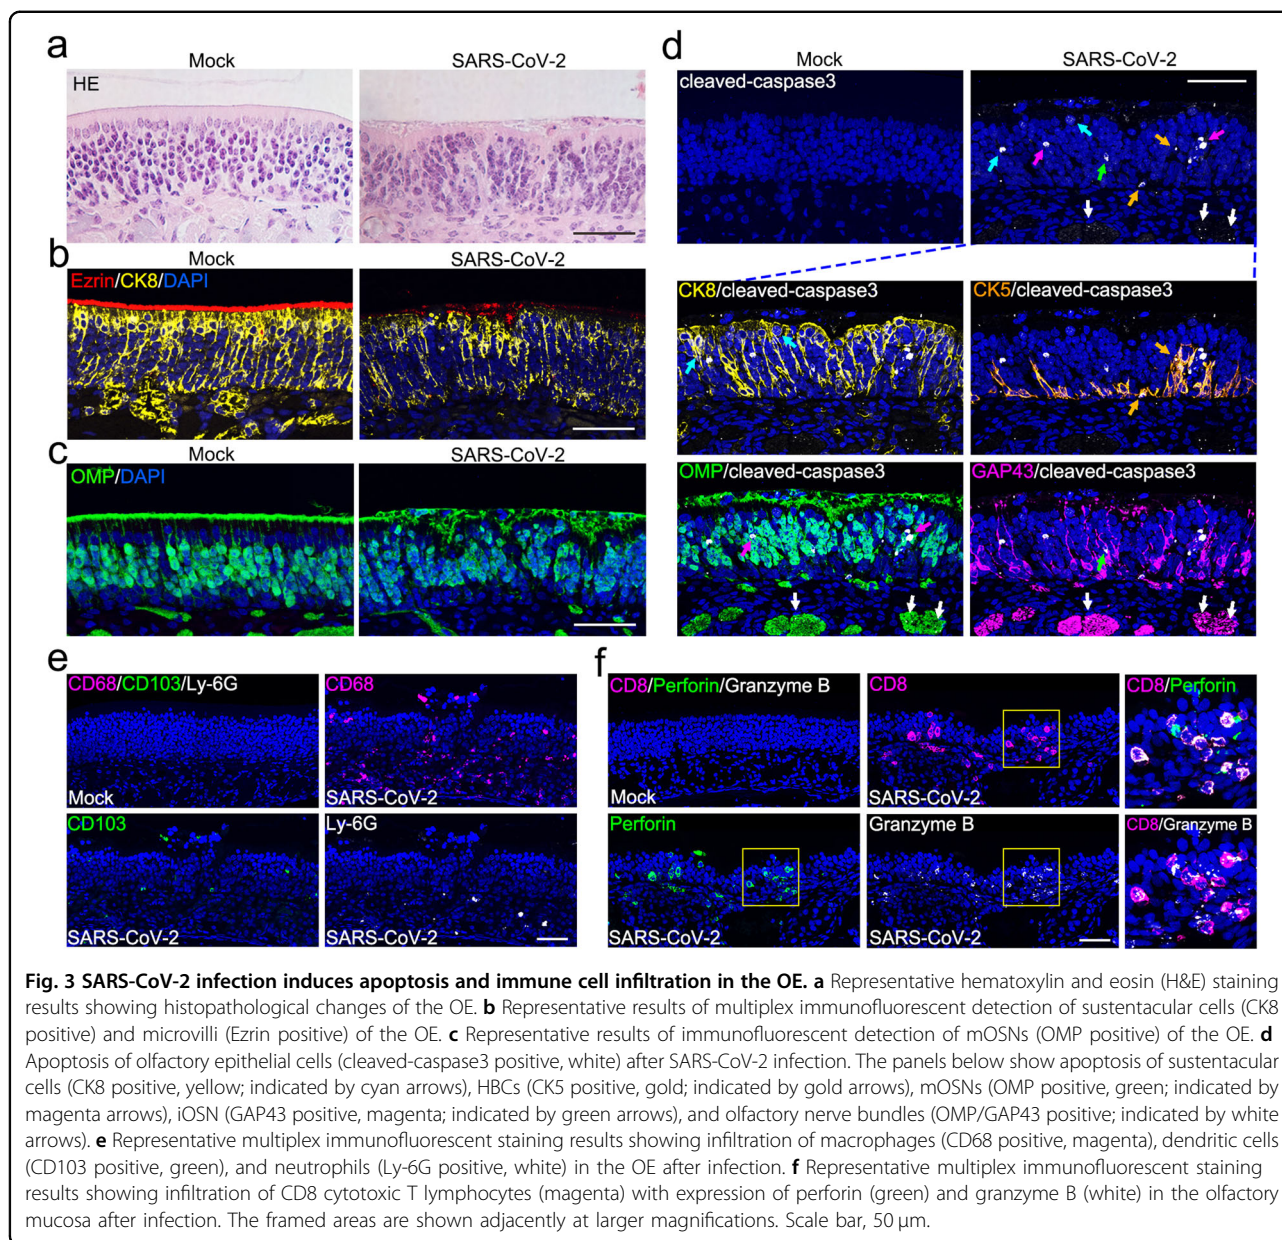 a
Mock
SARS-CoV-2
HE
b
Mock
SARS-CoV-2
Ezrin/CK8/DAPI
c
Mock
SARS-CoV-2
OMP/DAPI
d
Mock
SARS-CoV-2
cleaved-caspase3
CK8/cleaved-caspase3
CK5/cleaved-caspase3
OMP/cleaved-caspase3
GAP43/cleaved-caspase3
e
CD68/CD103/Ly-6G
CD68
Mock
SARS-CoV-2
CD103
Ly-6G
SARS-CoV-2
SARS-CoV-2
f
CD8/Perforin/Granzyme B
CD8
CD8/Perforin
Mock
SARS-CoV-2
Perforin
Granzyme B
CD8/Granzyme B
SARS-CoV-2
SARS-CoV-2
Fig. 3 SARS-CoV-2 infection induces apoptosis and immune cell infiltration in the OE. a Representative hematoxylin and eosin (H&E) staining
results showing histopathological changes of the OE. b Representative results of multiplex immunofluorescent detection of sustentacular cells (CK8
positive) and microvilli (Ezrin positive) of the OE. c Representative results of immunofluorescent detection of mOSNs (OMP positive) of the OE. d
Apoptosis of olfactory epithelial cells (cleaved-caspase3 positive, white) after SARS-CoV-2 infection. The panels below show apoptosis of sustentacular
cells (CK8 positive, yellow; indicated by cyan arrows), HBCs (CK5 positive, gold; indicated by gold arrows), mOSNs (OMP positive, green; indicated by
magenta arrows), iOSN (GAP43 positive, magenta; indicated by green arrows), and olfactory nerve bundles (OMP/GAP43 positive; indicated by white
arrows). e Representative multiplex immunofluorescent staining results showing infiltration of macrophages (CD68 positive, magenta), dendritic cells
(CD103 positive, green), and neutrophils (Ly-6G positive, white) in the OE after infection. f Representative multiplex immunofluorescent staining
results showing infiltration of CD8 cytotoxic T lymphocytes (magenta) with expression of perforin (green) and granzyme B (white) in the olfactory
mucosa after infection. The framed areas are shown adjacently at larger magnifications. Scale bar, 50 μm.